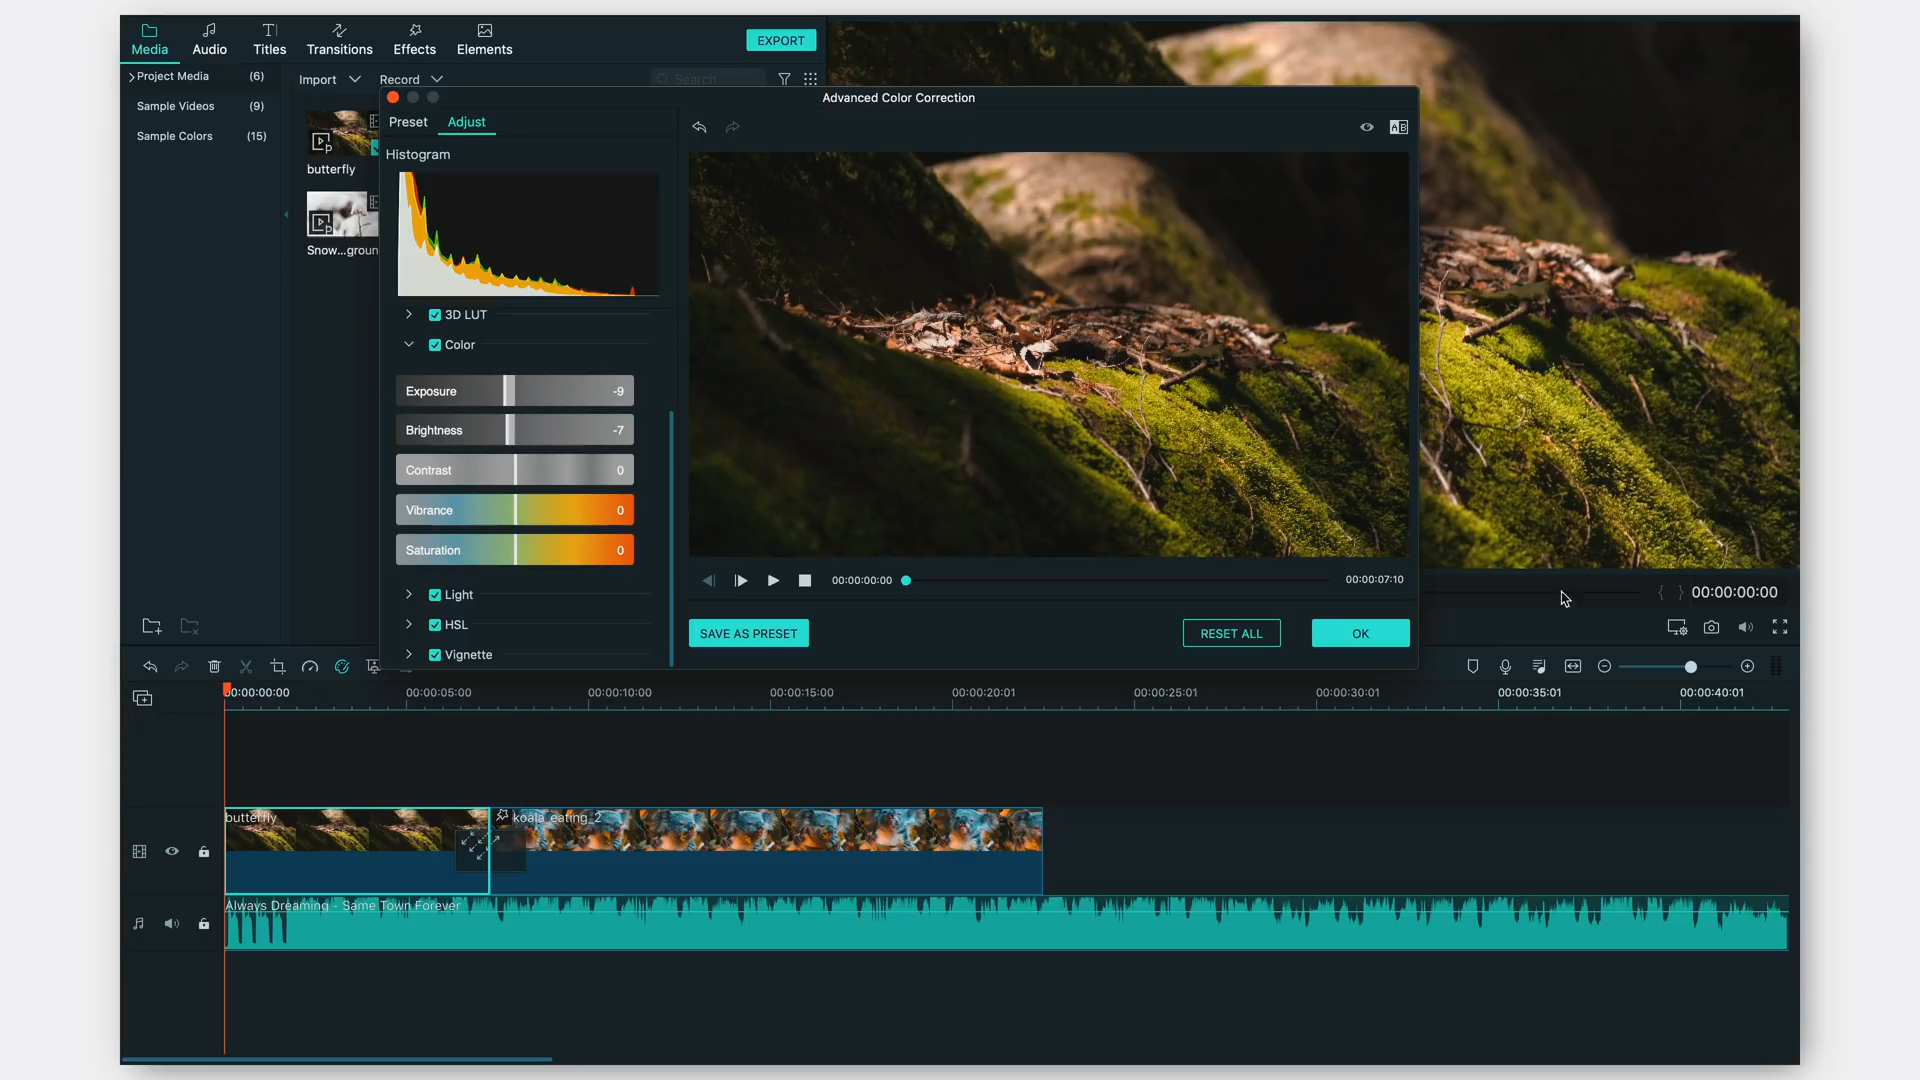 Media
Audio
Titles
Transitions
Effects
Elements
EXPORT
Project Media (6)
Import
Record
Search
Sample Videos (9)
Sample Colors (15)
butterfly
Snow...groun
Advanced Color Correction
Preset
Adjust
A B
Histogram
3D LUT
Color
Exposure -9
Brightness -7
Contrast 0
Vibrance 0
Saturation 0
Light
HSL
Vignette
00:00:00:00
00:00:07:10
SAVE AS PRESET
RESET ALL
OK
{ } 00:00:00:00
00:00:00:00
00:00:05:00
00:00:10:00
00:00:15:00
00:00:20:01
00:00:25:01
00:00:30:01
00:00:35:01
00:00:40:01
butterfly
koala_eating_2
Always Dreaming - Same Town Forever